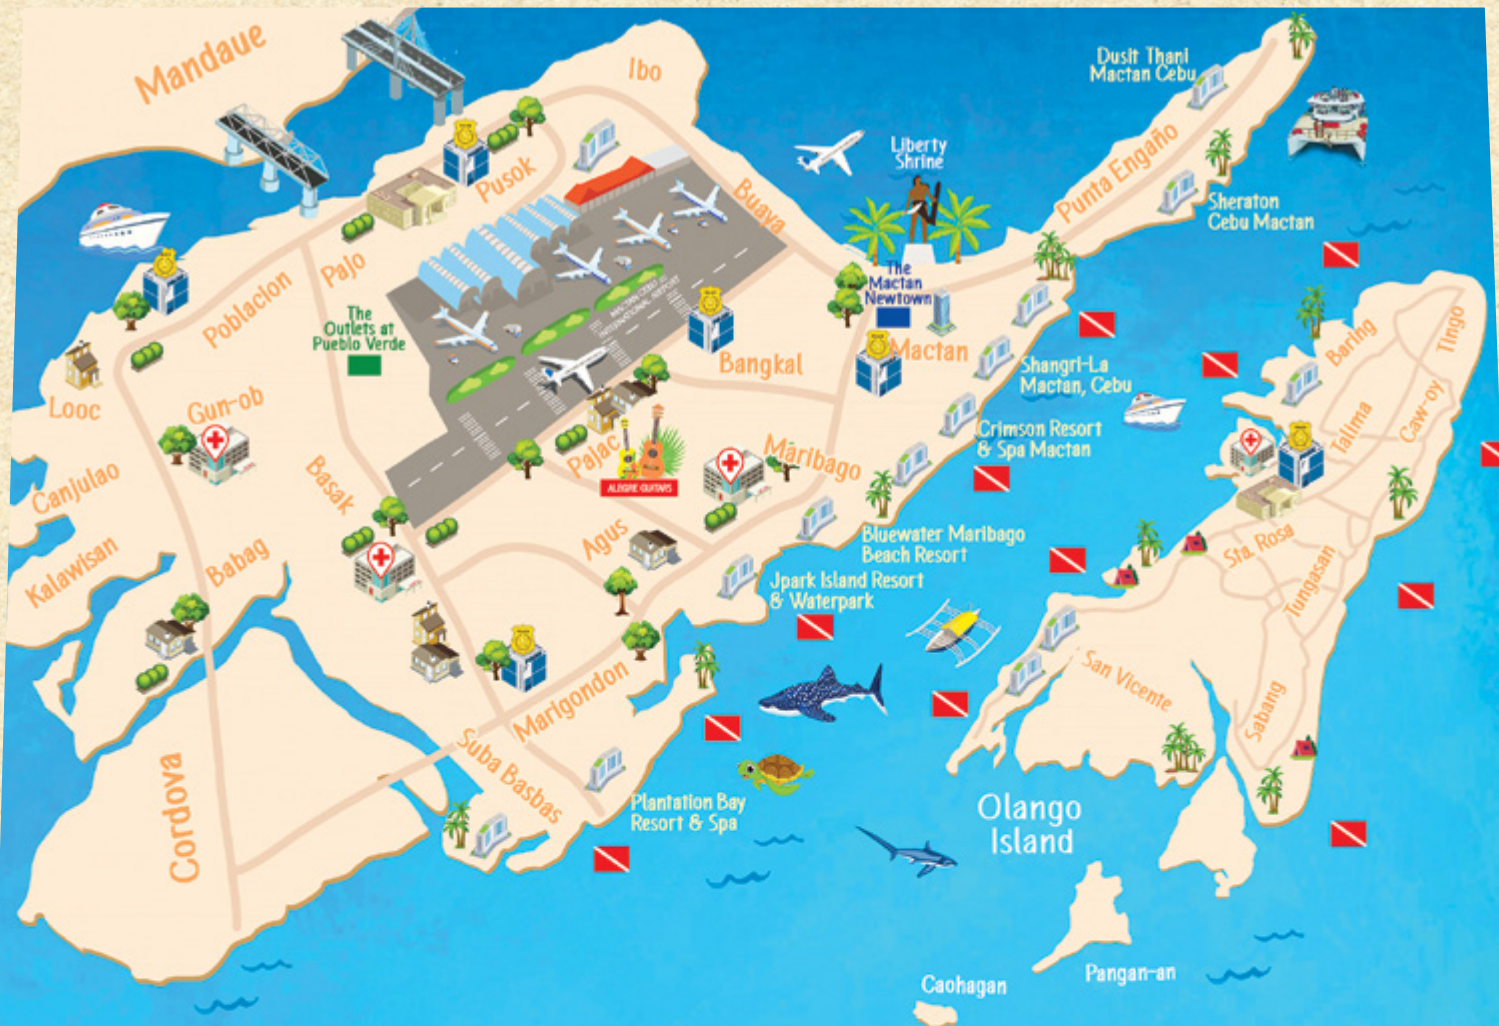 Mandaue
Ibo
Dusit Thani
Mactan Cebu
Liberty
Shrine
Punta Engaño
Pusok
Buaya
Sheraton
Cebu Mactan
Pajo
Poblacion
The
Mactan
Newtown
MACTAN CEBU
INTERNATIONAL AIRPORT
The
Outlets at
Pueblo Verde
Bangkal
Mactan
Shangri-La
Mactan, Cebu
Baring
Tingo
Looc
Gun-ob
Talima
Caw-oy
Crimson Resort
& Spa Mactan
Pajac
Maribago
ALEGRE GUITARS
Canjulao
Basak
Agus
Bluewater Maribago
Beach Resort
Sta. Rosa
Kalawisan
Babag
Jpark Island Resort
& Waterpark
Tungasan
San Vicente
Marigondon
Sabang
Suba Basbas
Cordova
Plantation Bay
Resort & Spa
Olango
Island
Caohagan
Pangan-an